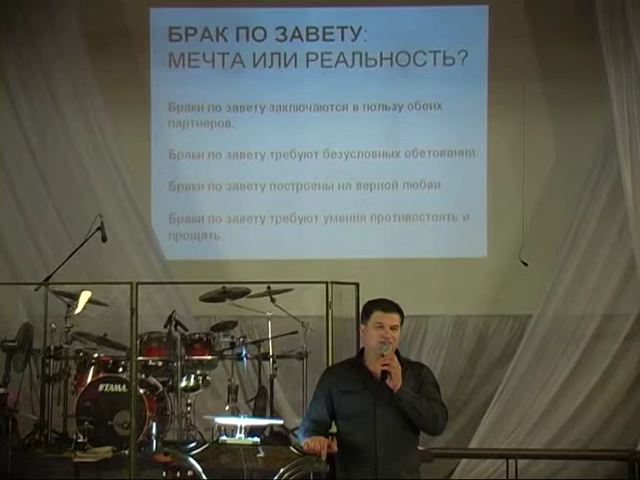 БРАК ПО ЗАВЕТУ:
МЕЧТА ИЛИ РЕАЛЬНОСТЬ?
Браки по завету заключаются в пользу обоих
партнеров.
Браки по завету требуют безусловных обетований.
Браки по завету построены на верной любви
Браки по завету требуют умения противостоять и
прощать
TAMA